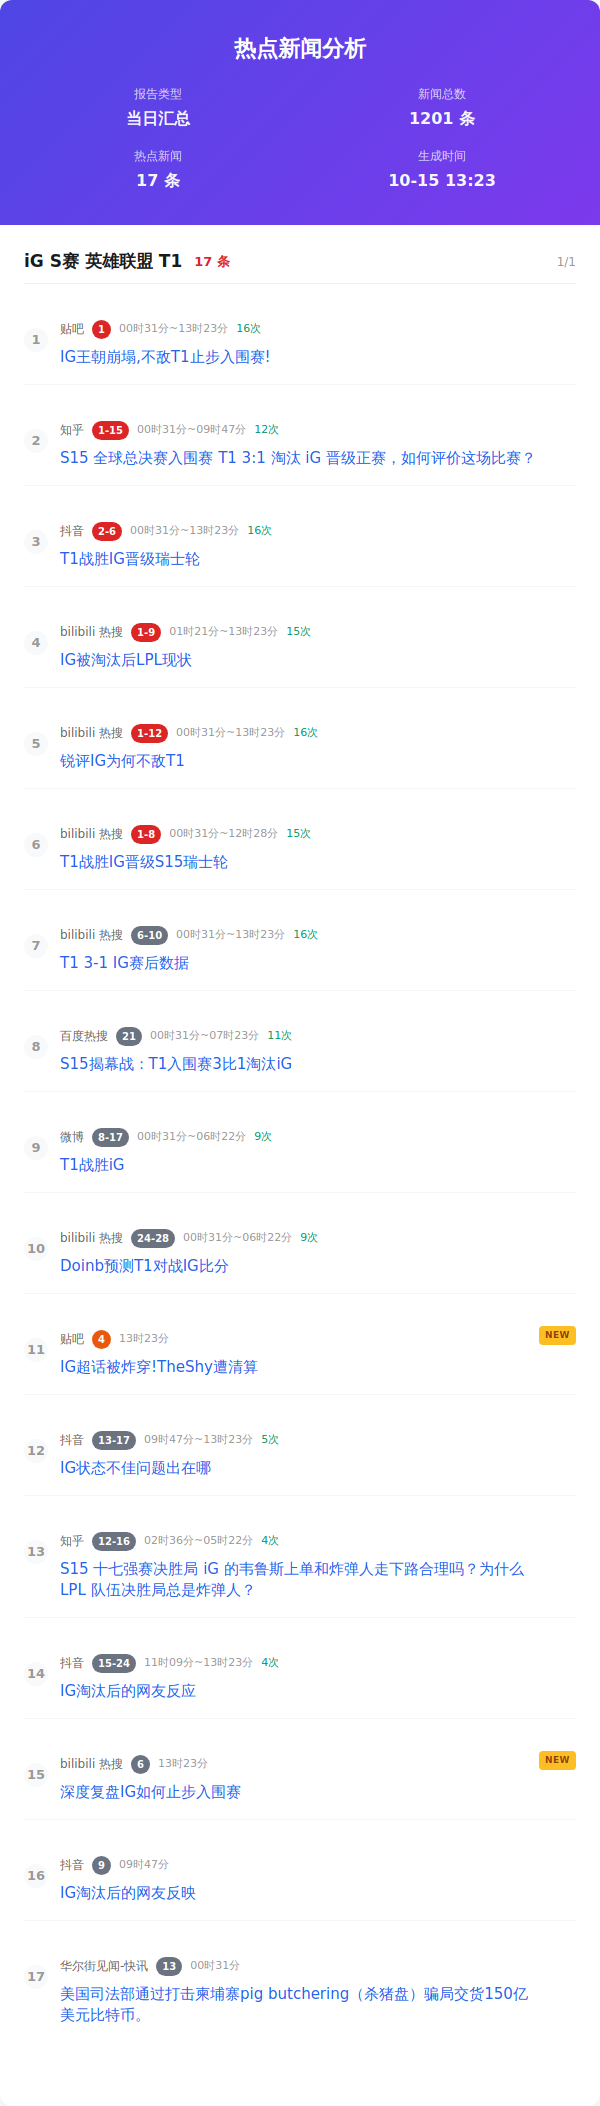 热点新闻分析
报告类型
当日汇总
新闻总数
1201 条
热点新闻
17 条
生成时间
10-15 13:23
iG S赛 英雄联盟 T1 17 条 1/1
1
贴吧 1 00时31分~13时23分 16次
IG王朝崩塌,不敌T1止步入围赛!
2
知乎 1-15 00时31分~09时47分 12次
S15 全球总决赛入围赛 T1 3:1 淘汰 iG 晋级正赛，如何评价这场比赛？
3
抖音 2-6 00时31分~13时23分 16次
T1战胜IG晋级瑞士轮
4
bilibili 热搜 1-9 01时21分~13时23分 15次
IG被淘汰后LPL现状
5
bilibili 热搜 1-12 00时31分~13时23分 16次
锐评IG为何不敌T1
6
bilibili 热搜 1-8 00时31分~12时28分 15次
T1战胜IG晋级S15瑞士轮
7
bilibili 热搜 6-10 00时31分~13时23分 16次
T1 3-1 IG赛后数据
8
百度热搜 21 00时31分~07时23分 11次
S15揭幕战：T1入围赛3比1淘汰iG
9
微博 8-17 00时31分~06时22分 9次
T1战胜iG
10
bilibili 热搜 24-28 00时31分~06时22分 9次
Doinb预测T1对战IG比分
11
贴吧 4 13时23分 NEW
IG超话被炸穿!TheShy遭清算
12
抖音 13-17 09时47分~13时23分 5次
IG状态不佳问题出在哪
13
知乎 12-16 02时36分~05时22分 4次
S15 十七强赛决胜局 iG 的韦鲁斯上单和炸弹人走下路合理吗？为什么
LPL 队伍决胜局总是炸弹人？
14
抖音 15-24 11时09分~13时23分 4次
IG淘汰后的网友反应
15
bilibili 热搜 6 13时23分 NEW
深度复盘IG如何止步入围赛
16
抖音 9 09时47分
IG淘汰后的网友反映
17
华尔街见闻-快讯 13 00时31分
美国司法部通过打击柬埔寨pig butchering（杀猪盘）骗局交货150亿
美元比特币。